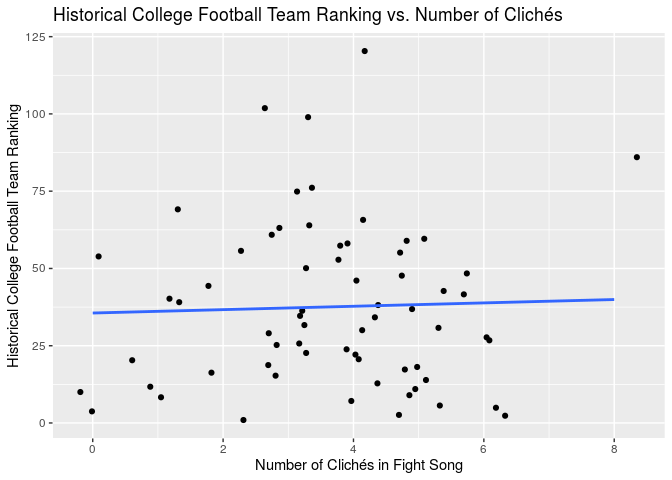 Historical College Football Team Ranking vs. Number of Clichés
Historical College Football Team Ranking
125
100
75
50
25
0
0 2 4 6 8
Number of Clichés in Fight Song